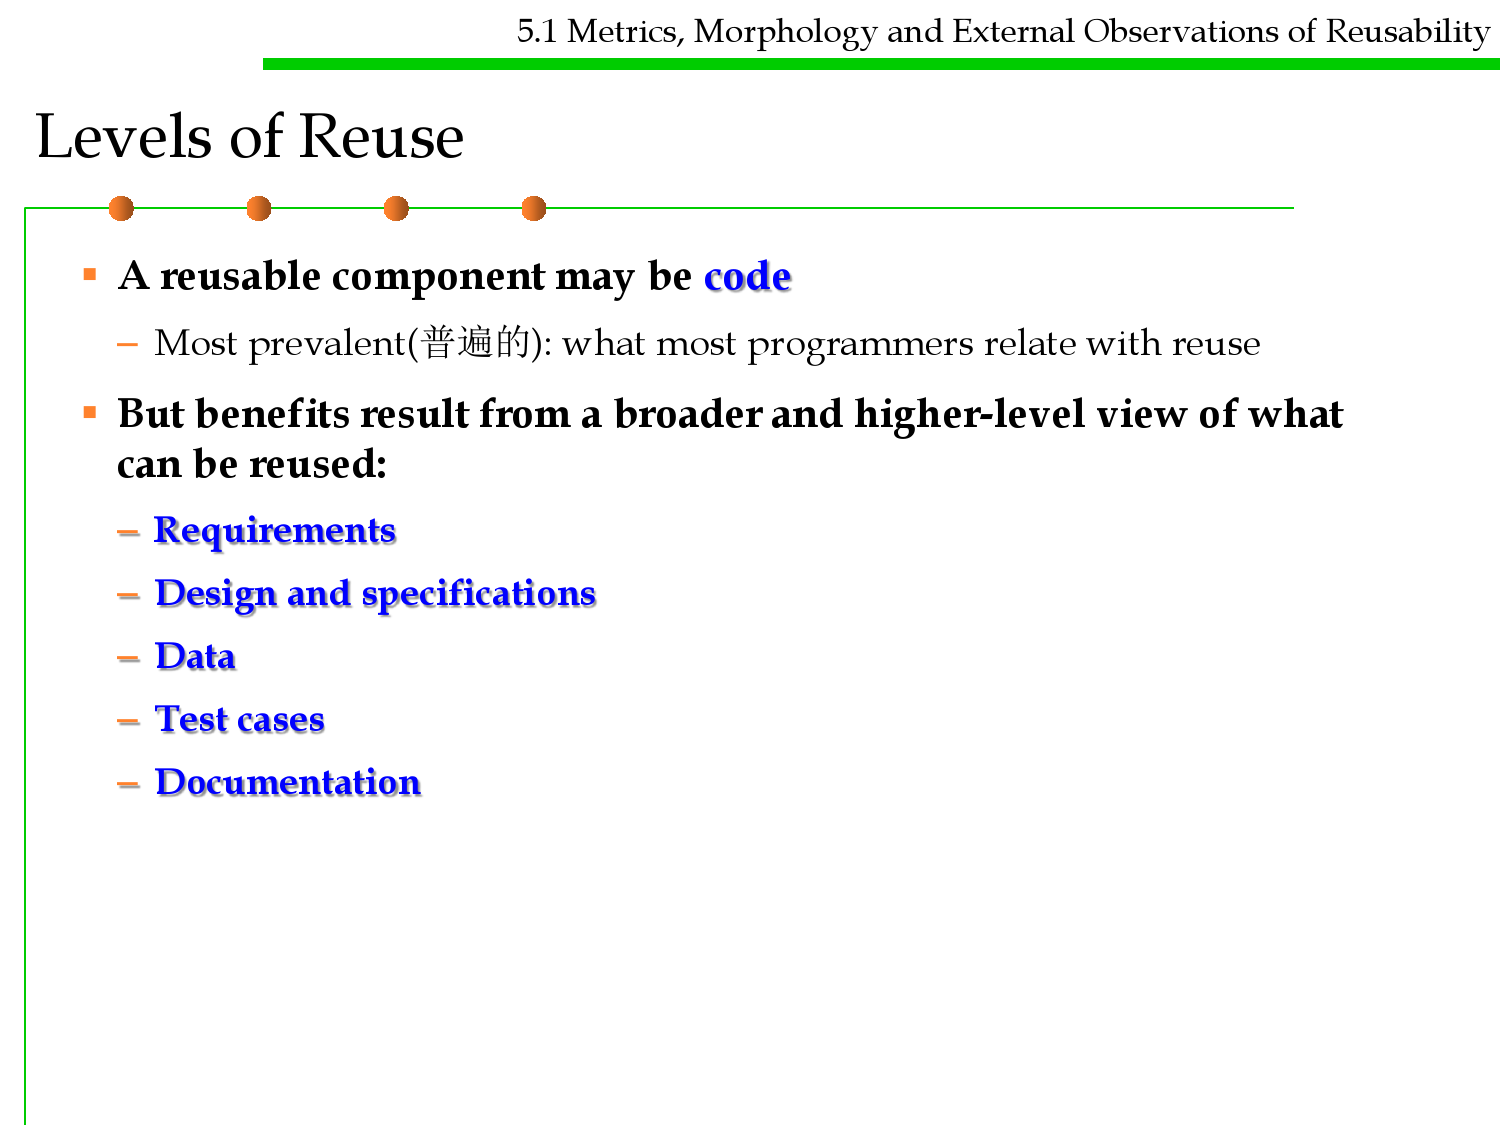 5.1 Metrics, Morphology and External Observations of Reusability
Levels of Reuse
▪ A reusable component may be code
– Most prevalent(普遍的): what most programmers relate with reuse
▪ But benefits result from a broader and higher-level view of what
can be reused:
– Requirements
– Design and specifications
– Data
– Test cases
– Documentation